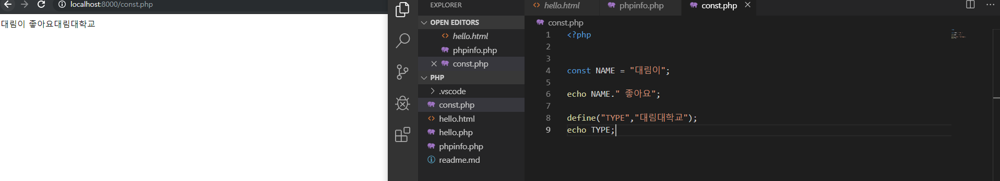 localhost:8000/const.php
대림이 좋아요대림대학교
EXPLORER
OPEN EDITORS
hello.html
phpinfo.php
const.php
PHP
.vscode
const.php
hello.html
hello.php
phpinfo.php
readme.md
hello.html phpinfo.php const.php
const.php
1 <?php
2
3
4 const NAME = "대림이";
5
6 echo NAME." 좋아요";
7
8 define("TYPE","대림대학교");
9 echo TYPE;